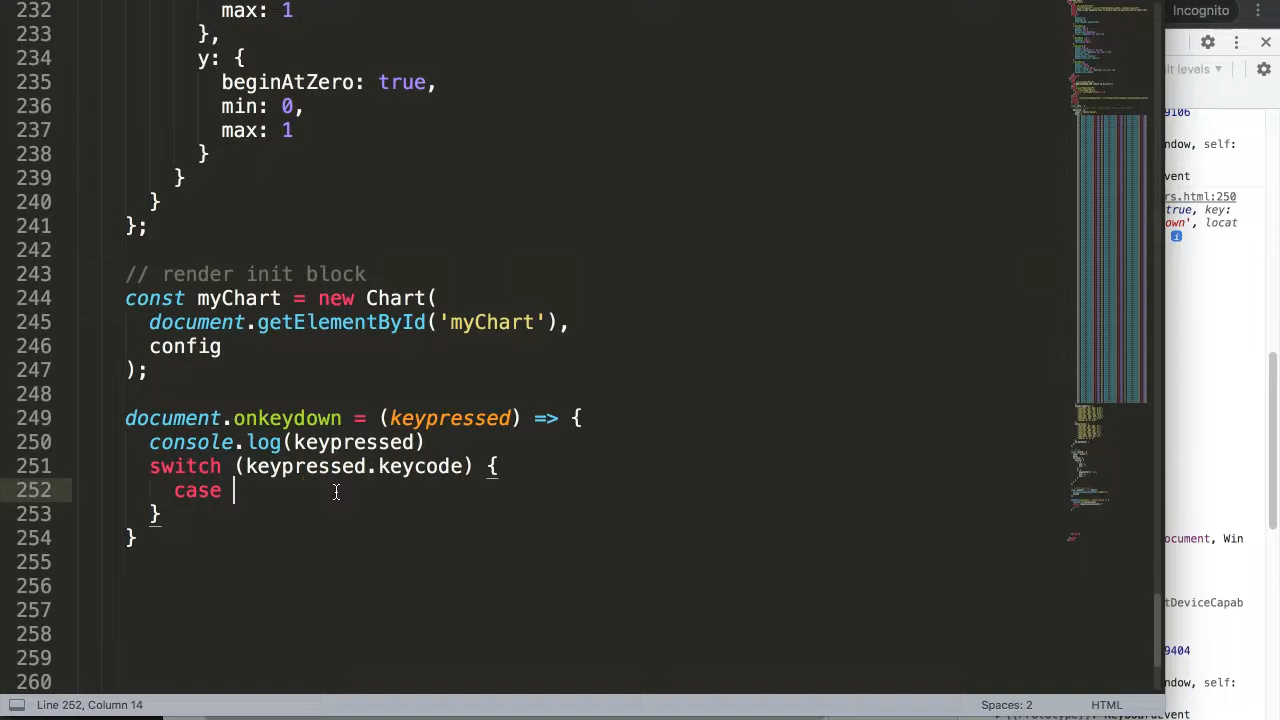 232 max: 1
233 },
234 y: {
235 beginAtZero: true,
236 min: 0,
237 max: 1
238 }
239 }
240 }
241 };
242
243 // render init block
244 const myChart = new Chart(
245 document.getElementById('myChart'),
246 config
247 );
248
249 document.onkeydown = (keypressed) => {
250 console.log(keypressed)
251 switch (keypressed.keycode) {
252 case
253 }
254 }
255
256
257
258
259
260
Line 252, Column 14
Spaces: 2
HTML
Incognito
lt levels
9106
ndow, self:
vent
rs.html:250
true, key:
own', locat
ocument, Win
tDeviceCapab
9404
ndow, self:
KeyboardEvent